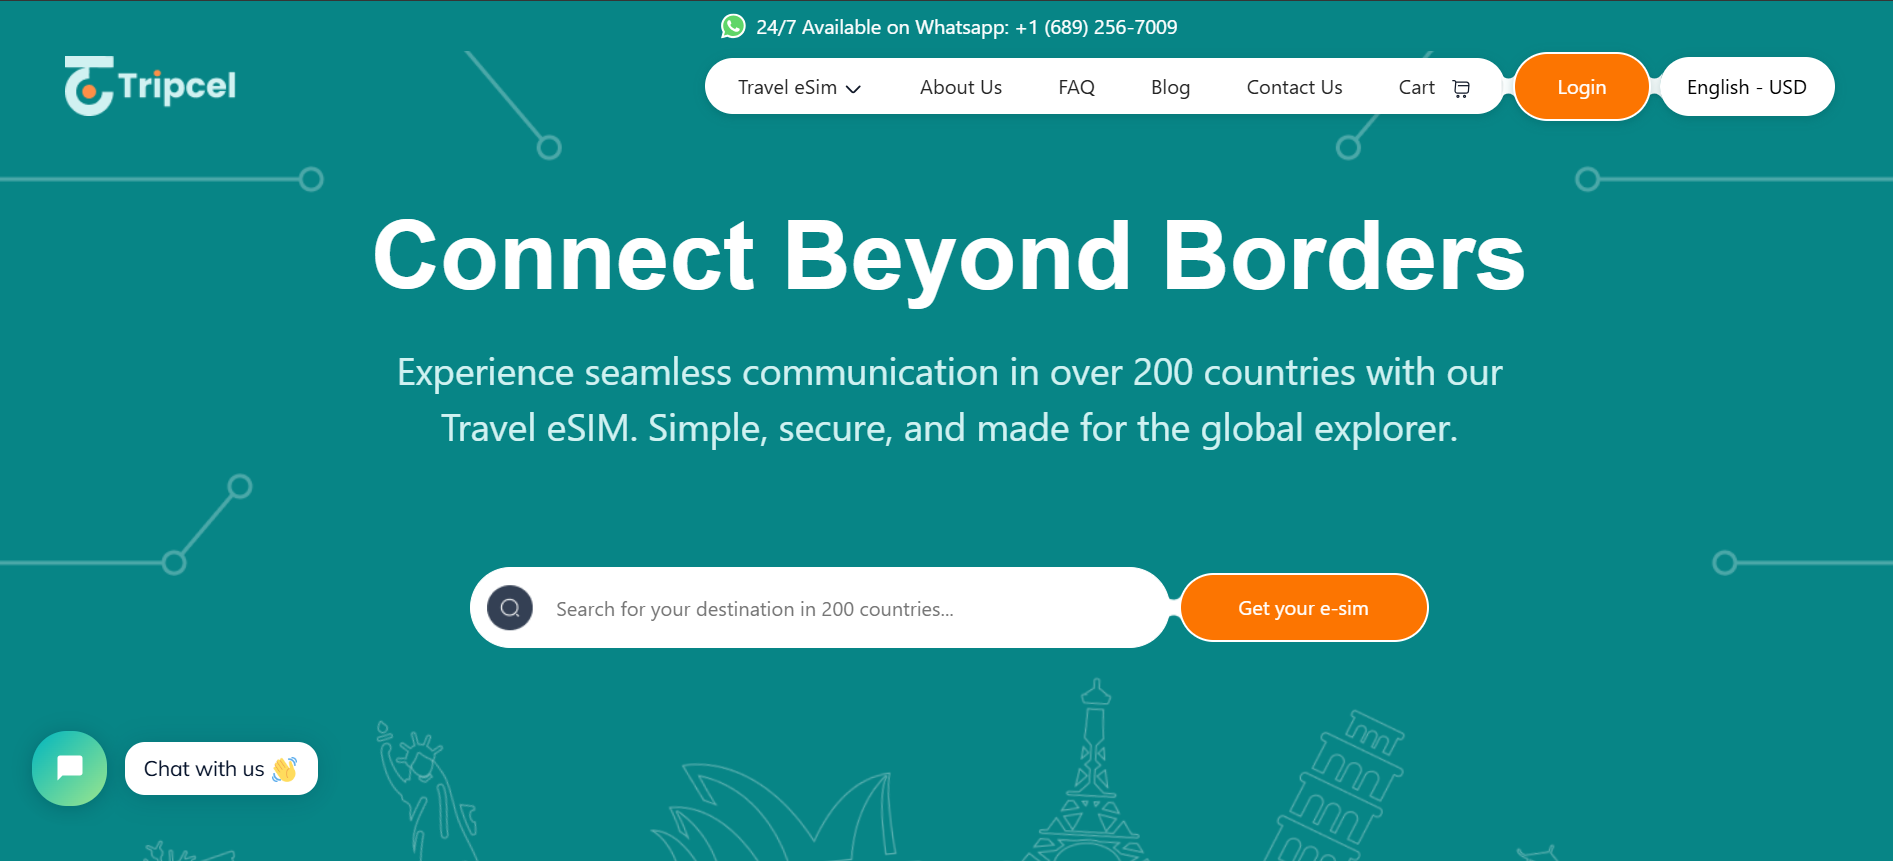 24/7 Available on Whatsapp: +1 (689) 256-7009
Tripcel
Travel eSim
About Us
FAQ
Blog
Contact Us
Cart
Login
English - USD
Connect Beyond Borders
Experience seamless communication in over 200 countries with our
Travel eSIM. Simple, secure, and made for the global explorer.
Search for your destination in 200 countries...
Get your e-sim
Chat with us 👋